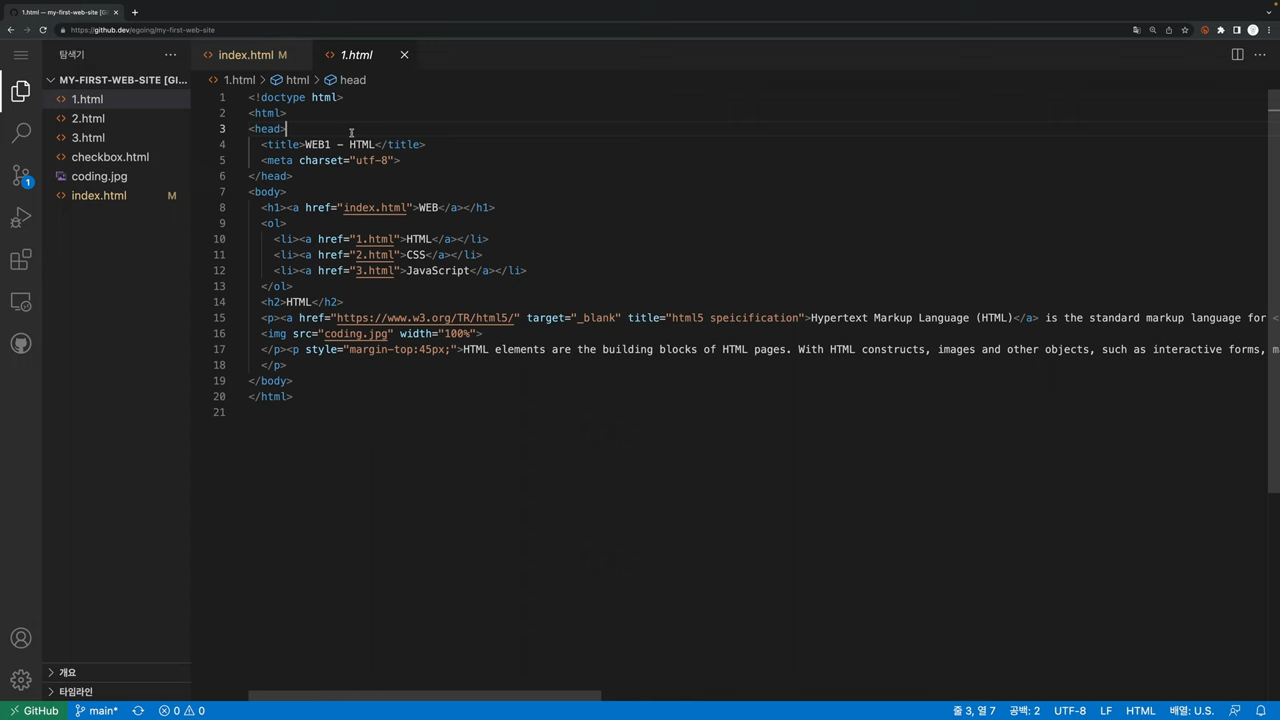 1.html — my-first-web-site [Gi
https://github.dev/egoing/my-first-web-site
탐색기
index.html M
1.html
MY-FIRST-WEB-SITE [GI...
1.html
2.html
3.html
checkbox.html
coding.jpg
index.html M
1
1.html > html > head
1 <!doctype html>
2 <html>
3 <head>
4 <title>WEB1 - HTML</title>
5 <meta charset="utf-8">
6 </head>
7 <body>
8 <h1><a href="index.html">WEB</a></h1>
9 <ol>
10 <li><a href="1.html">HTML</a></li>
11 <li><a href="2.html">CSS</a></li>
12 <li><a href="3.html">JavaScript</a></li>
13 </ol>
14 <h2>HTML</h2>
15 <p><a href="https://www.w3.org/TR/html5/" target="_blank" title="html5 speicification">Hypertext Markup Language (HTML)</a> is the standard markup language for <
16 <img src="coding.jpg" width="100%">
17 </p><p style="margin-top:45px;">HTML elements are the building blocks of HTML pages. With HTML constructs, images and other objects, such as interactive forms, m
18 </p>
19 </body>
20 </html>
21
개요
타임라인
GitHub
main*
0 0
줄 3, 열 7
공백: 2
UTF-8
LF
HTML
배열: U.S.